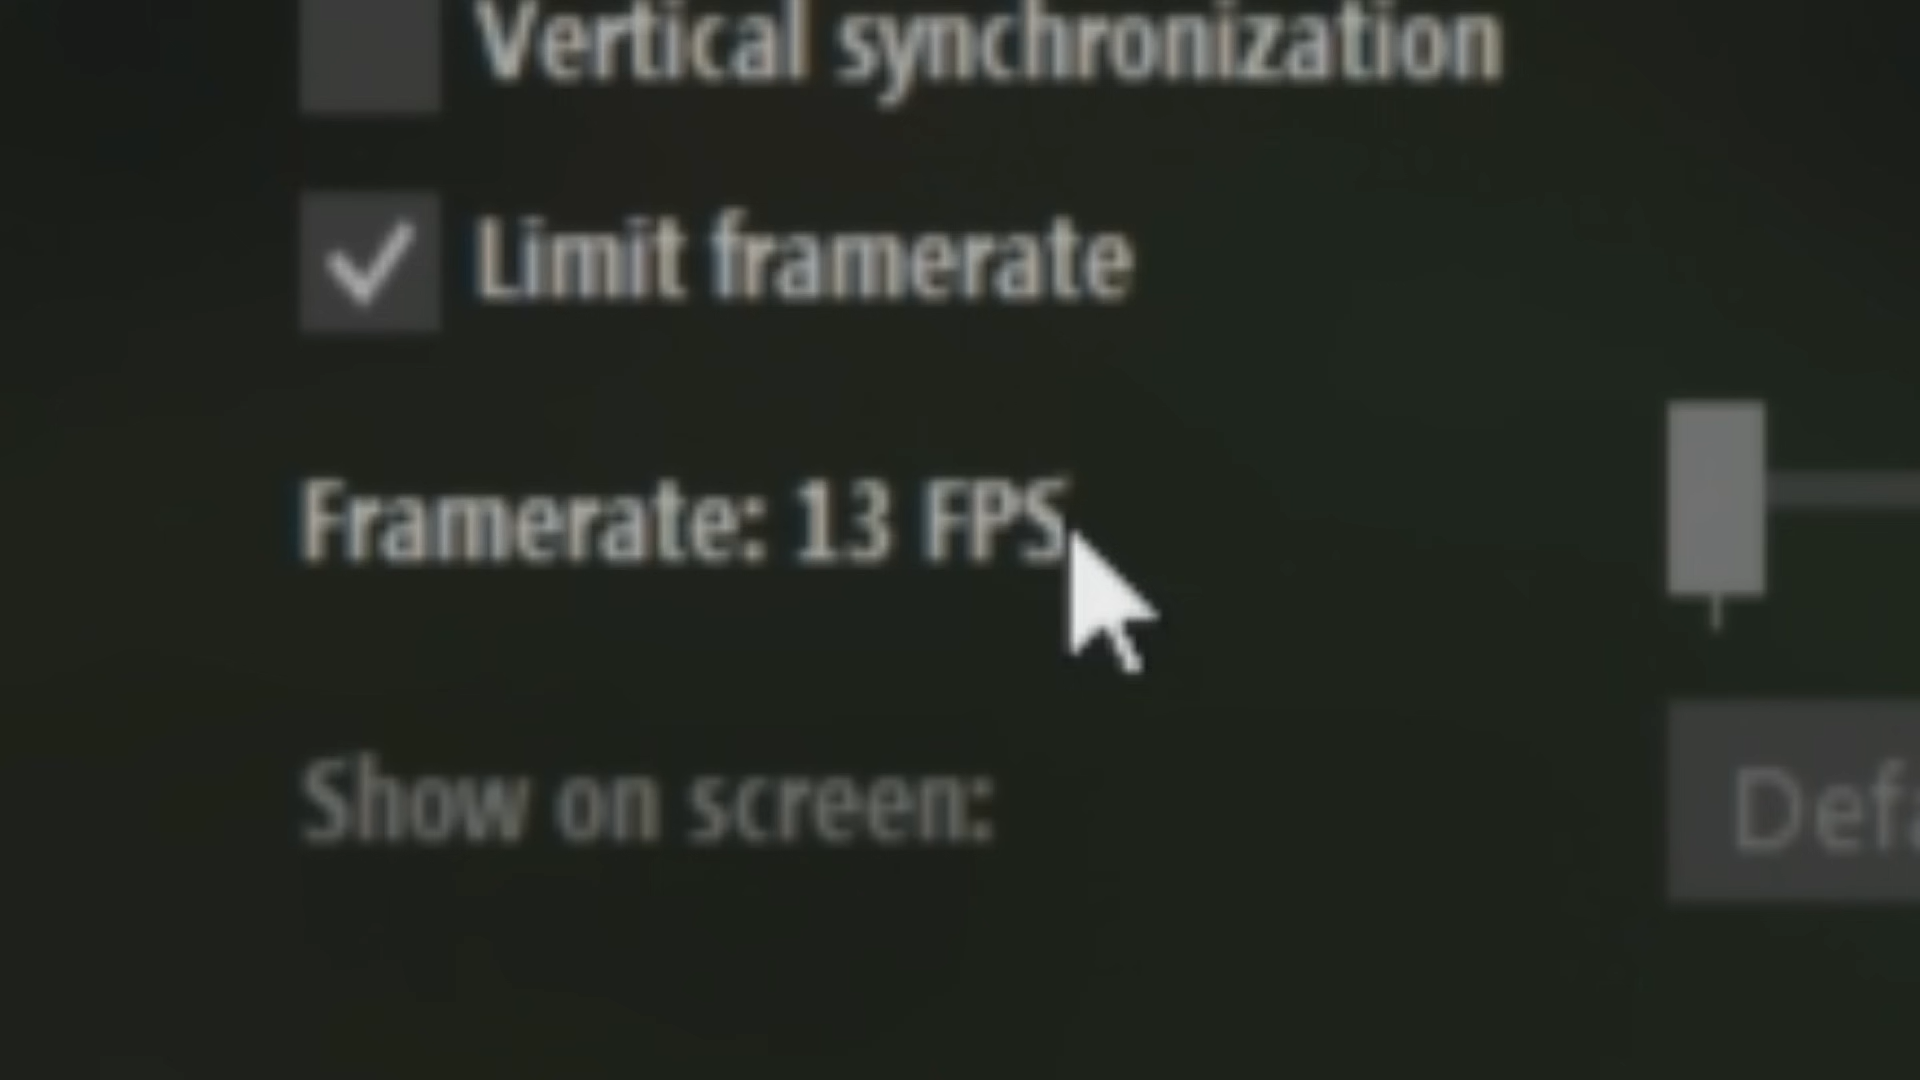 Vertical synchronization
Limit framerate
Framerate: 13 FPS
Show on screen: